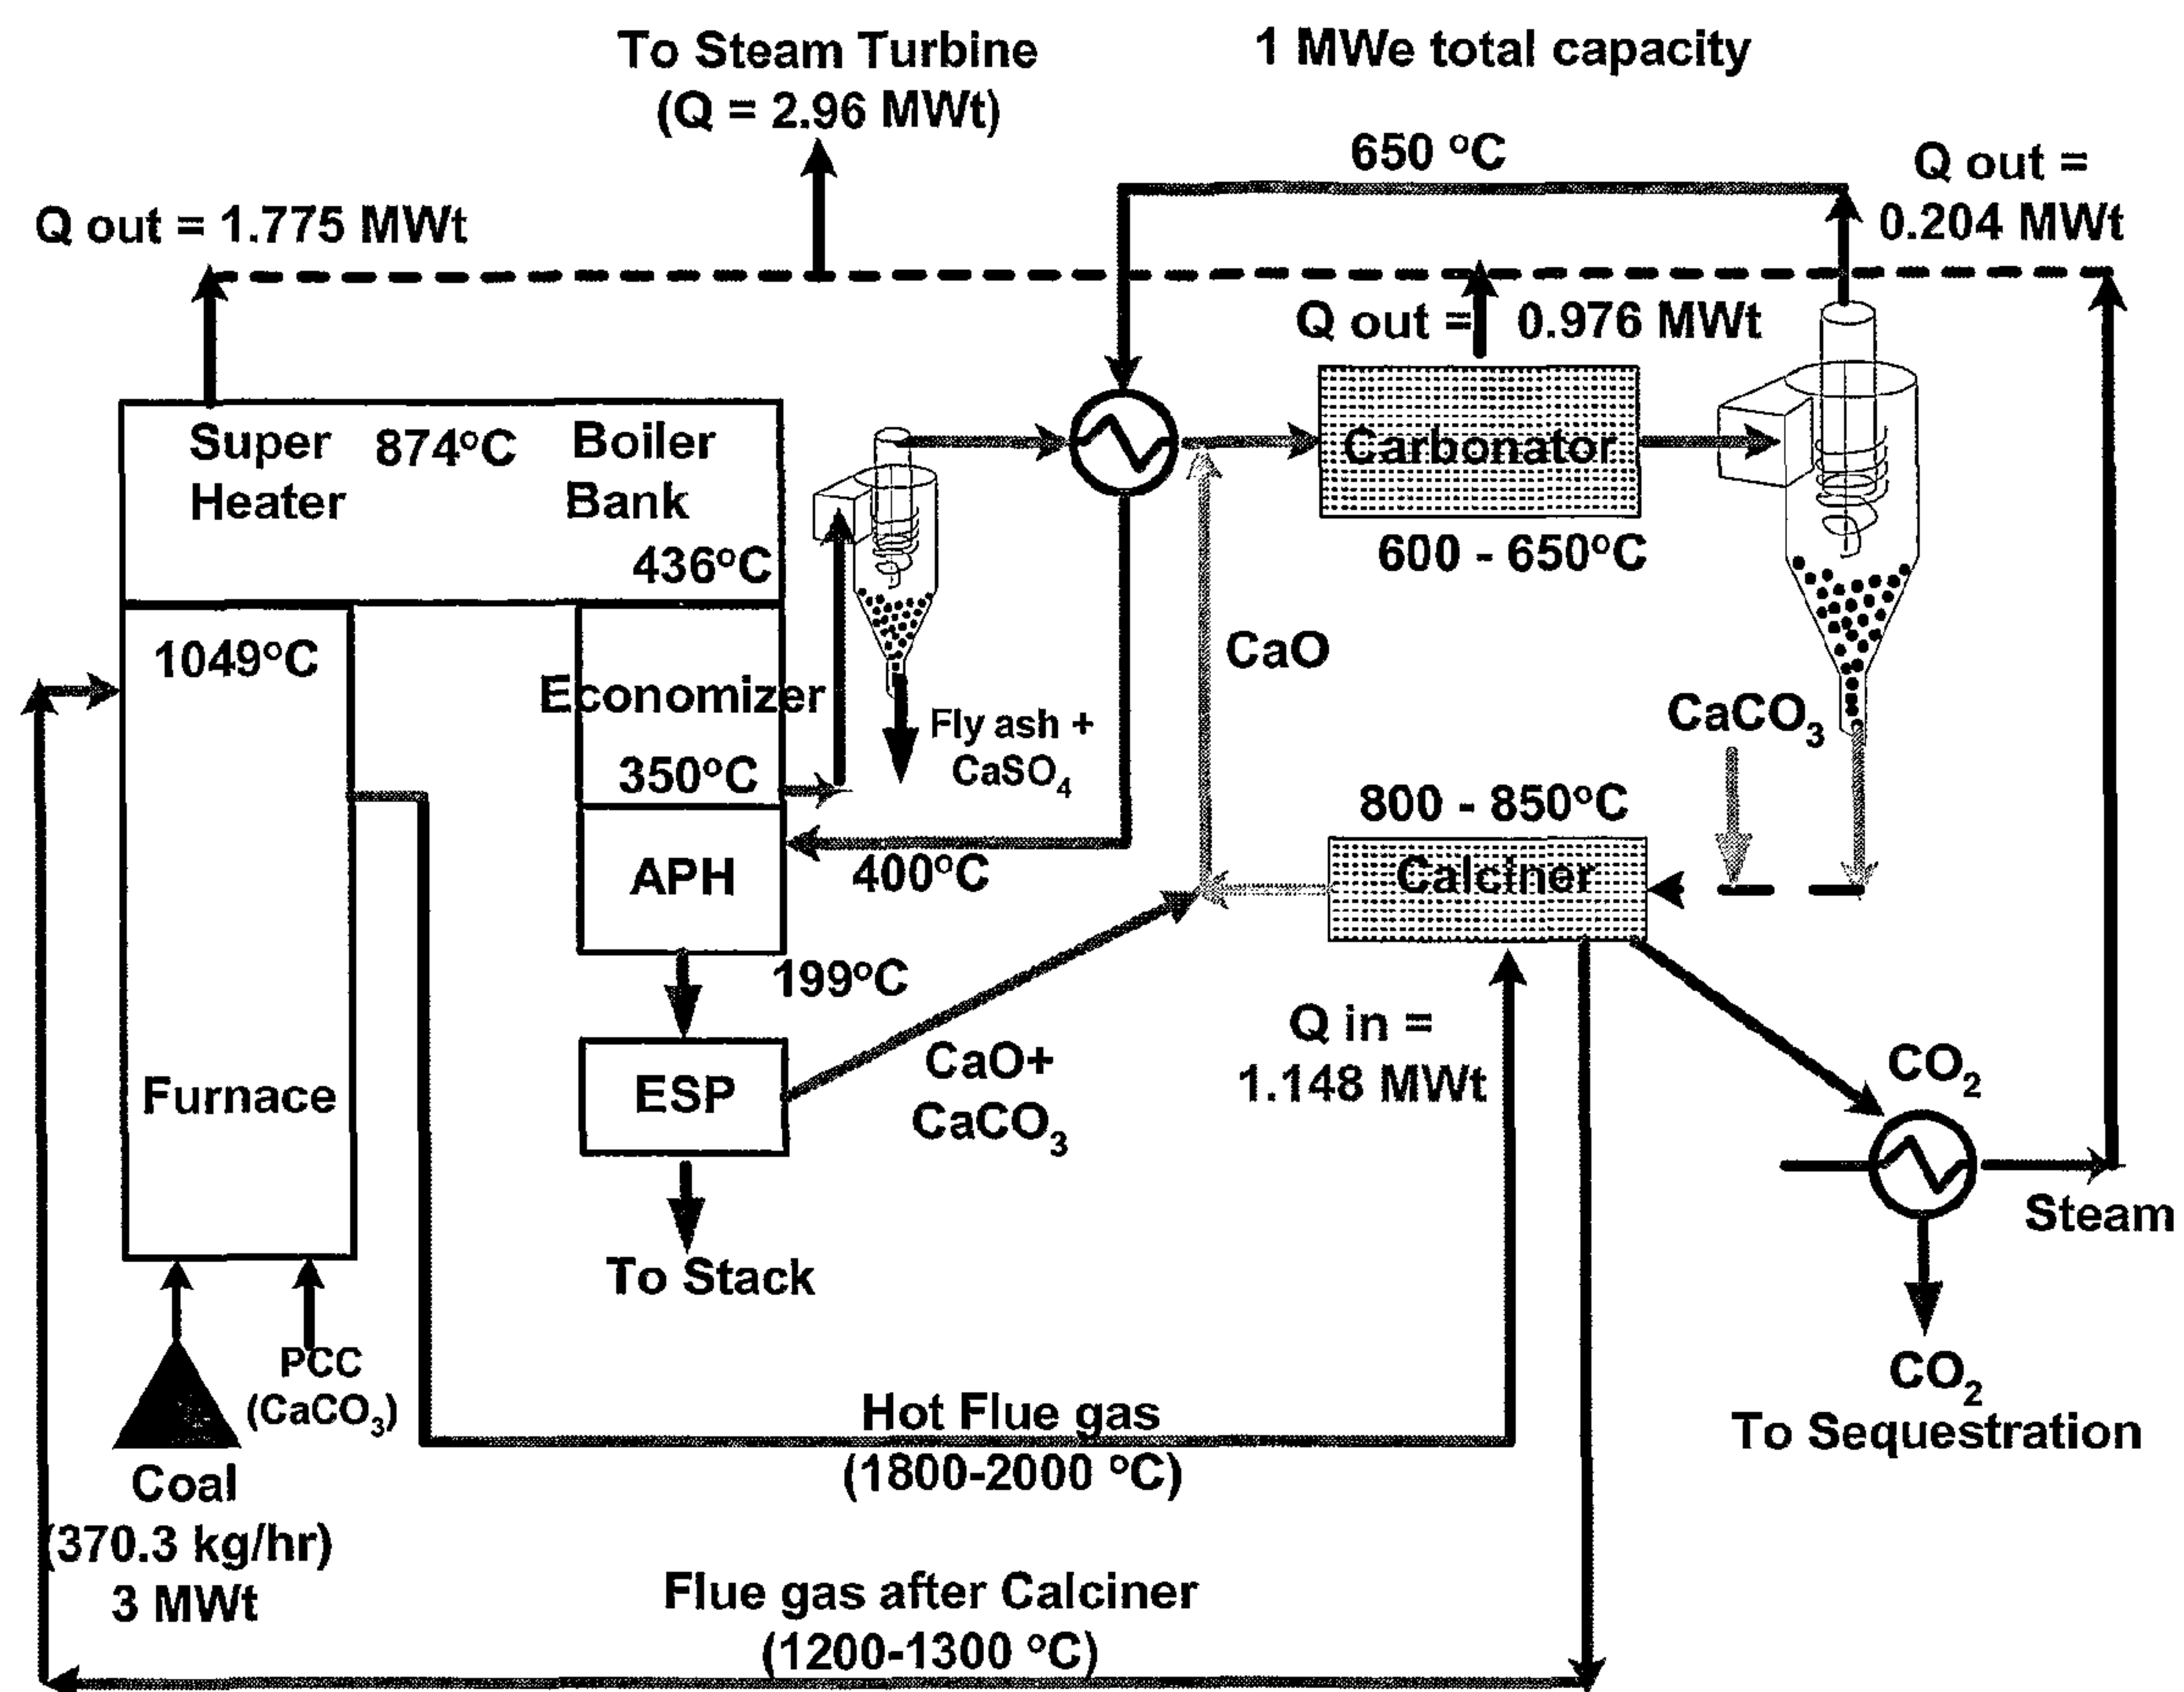 To Steam Turbine
(Q = 2.96 MWt)
1 MWe total capacity
650 °C
Q out =
0.204 MWt
Q out = 1.775 MWt
Q out = 0.976 MWt
Super
Heater
874°C
Boiler
Bank
436°C
Carbonator
600 - 650°C
1049°C
Economizer
350°C
Fly ash +
CaSO₄
CaO
CaCO₃
800 - 850°C
Calciner
APH
400°C
199°C
ESP
CaO+
CaCO₃
Q in =
1.148 MWt
CO₂
Furnace
Steam
To Stack
PCC
(CaCO₃)
CO₂
To Sequestration
Hot Flue gas
(1800-2000 °C)
Coal
(370.3 kg/hr)
3 MWt
Flue gas after Calciner
(1200-1300 °C)